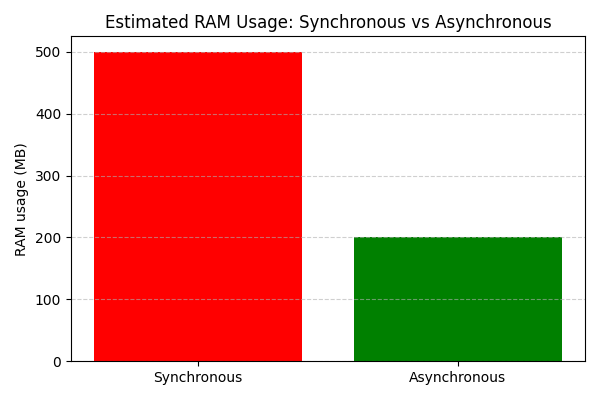 Estimated RAM Usage: Synchronous vs Asynchronous
500
400
300
200
100
0
RAM usage (MB)
Synchronous
Asynchronous